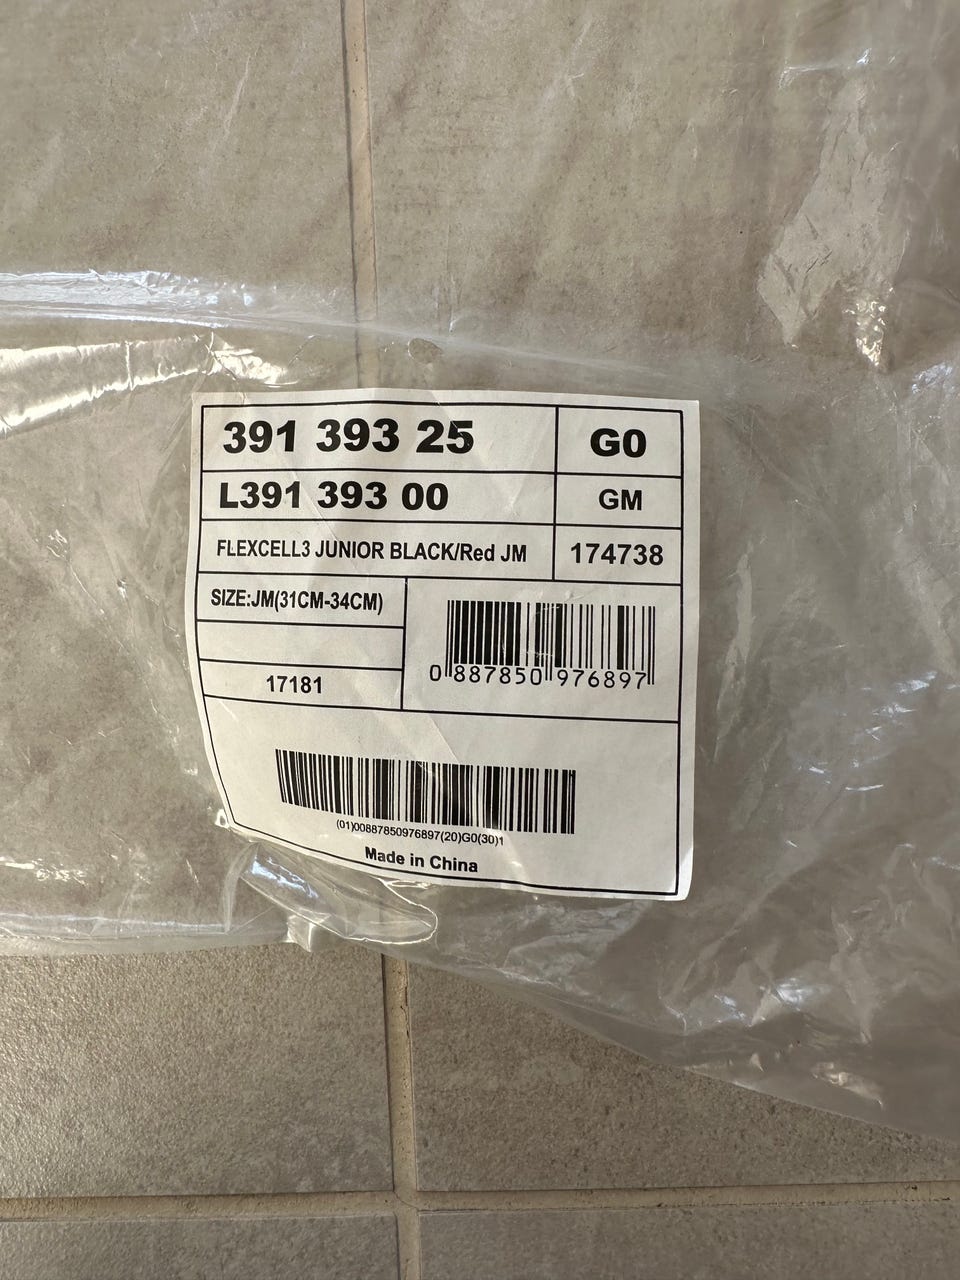 391 393 25 G0
L391 393 00 GM
FLEXCELL3 JUNIOR BLACK/Red JM 174738
SIZE:JM(31CM-34CM)
0 887850 976897
17181
(01)00887850976897(20)G0(30)1
Made in China